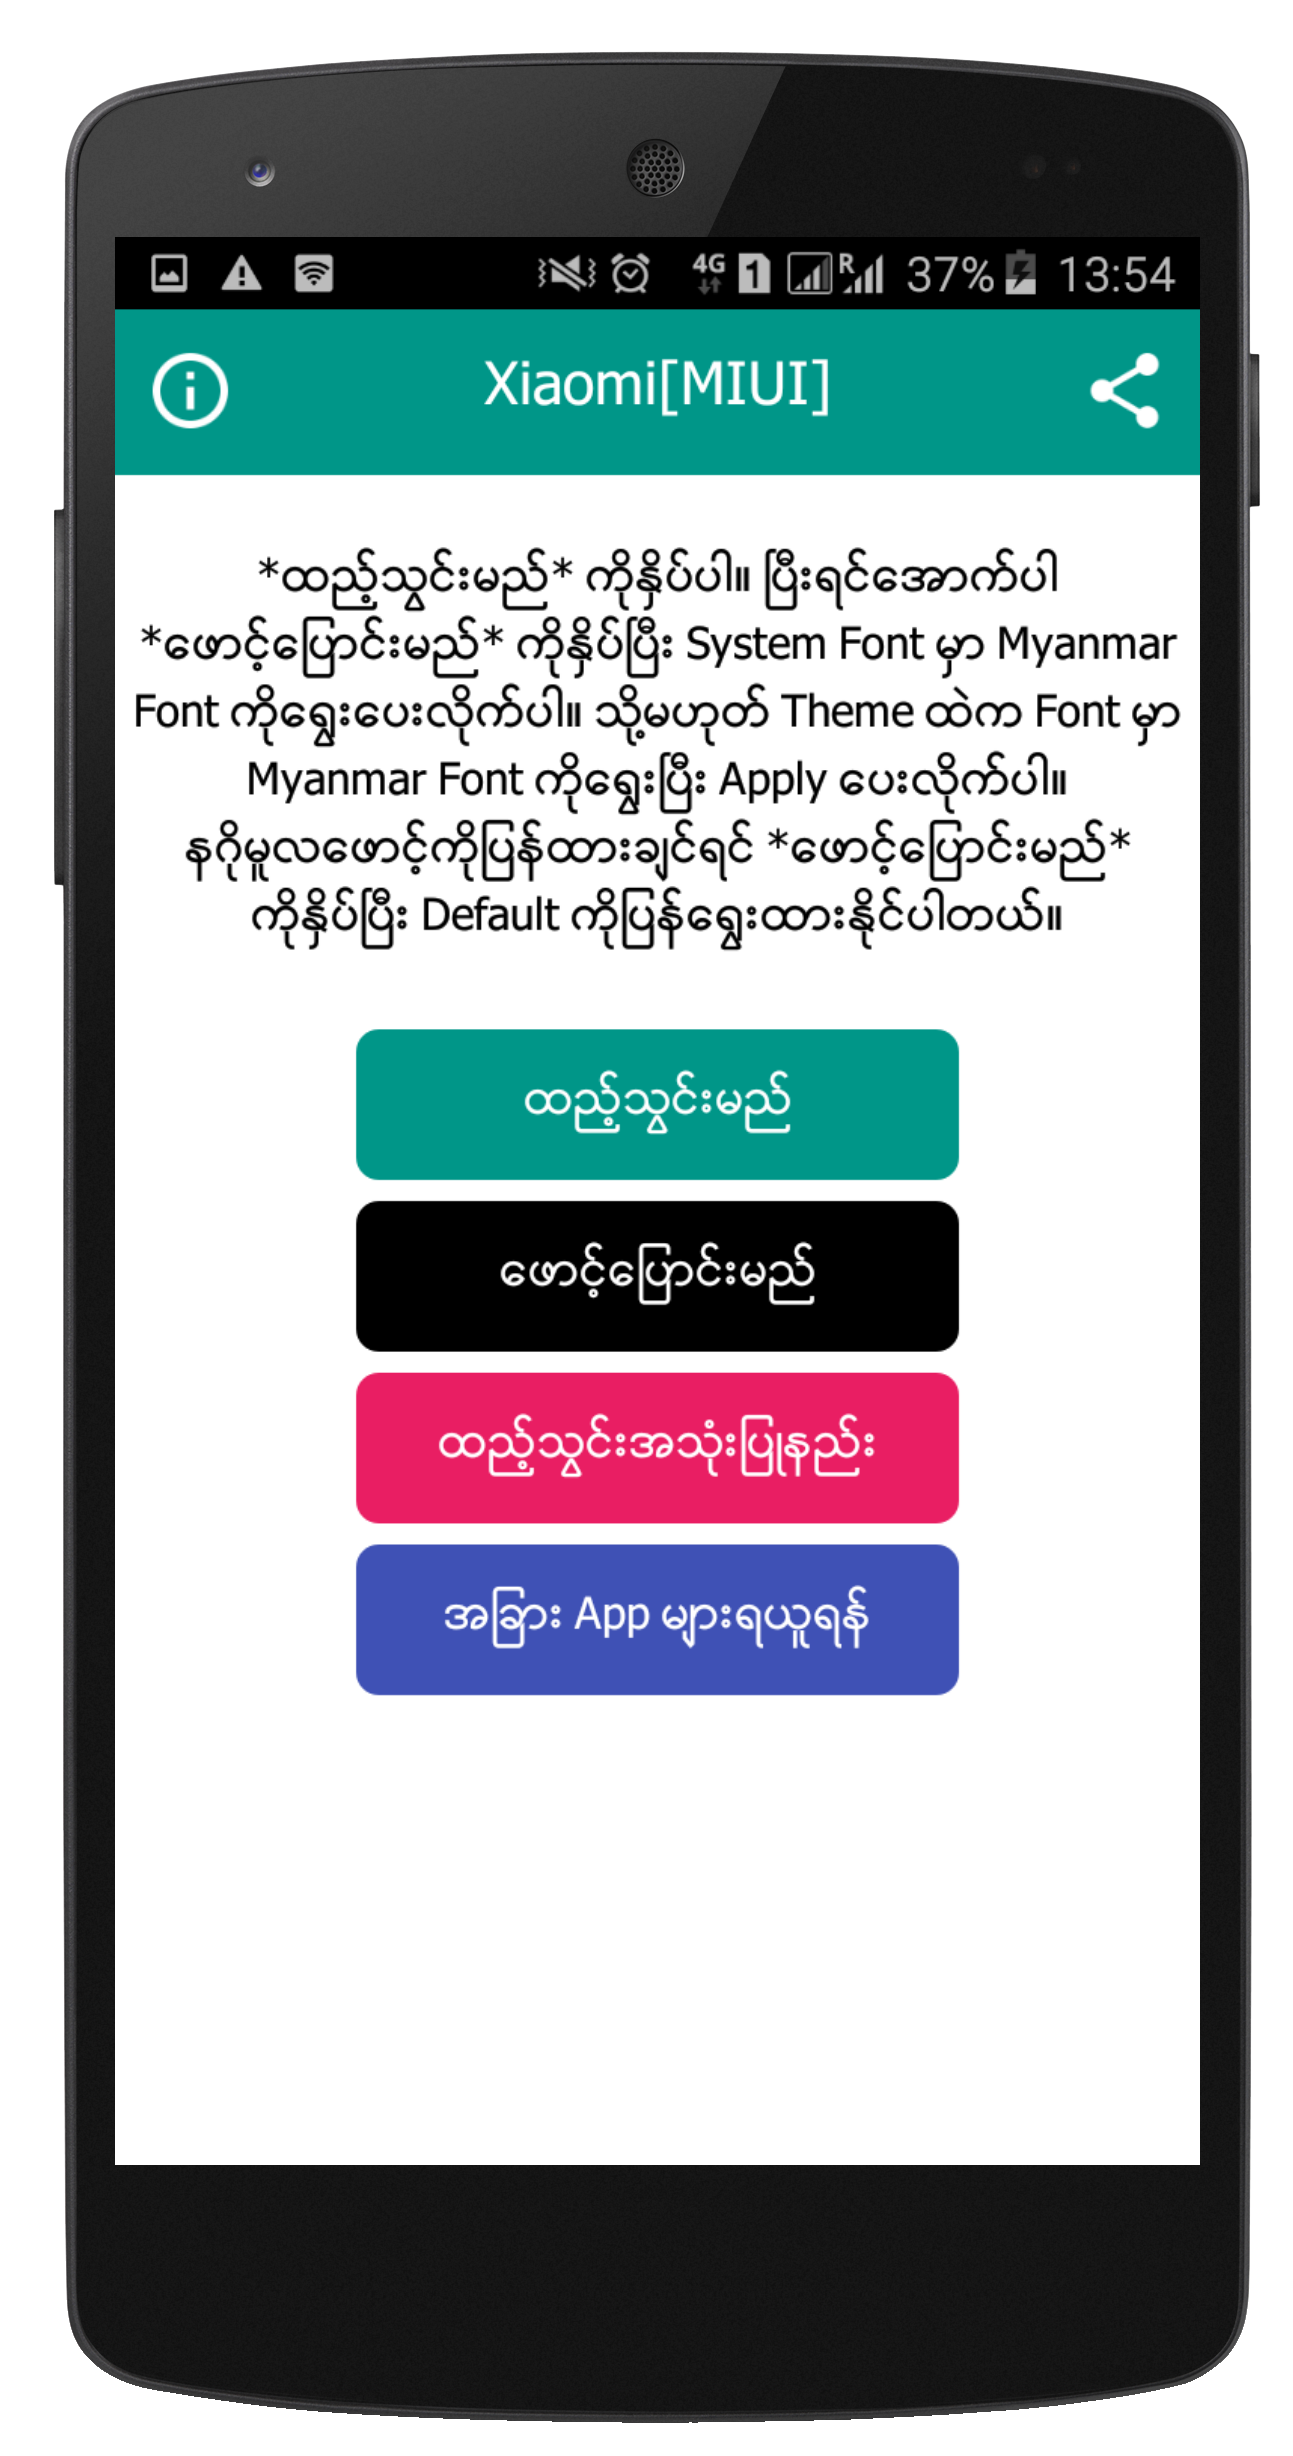 4G 1 R 37% 13:54
Xiaomi[MIUI]
*ထည့်သွင်းမည်* ကိုနှိပ်ပါ။ ပြီးရင်အောက်ပါ
*ဖောင့်ပြောင်းမည်* ကိုနှိပ်ပြီး System Font မှာ Myanmar
Font ကိုရွေးပေးလိုက်ပါ။ သို့မဟုတ် Theme ထဲက Font မှာ
Myanmar Font ကိုရွေးပြီး Apply ပေးလိုက်ပါ။
နဂိုမူလဖောင့်ကိုပြန်ထားချင်ရင် *ဖောင့်ပြောင်းမည်*
ကိုနှိပ်ပြီး Default ကိုပြန်ရွေးထားနိုင်ပါတယ်။
ထည့်သွင်းမည်
ဖောင့်ပြောင်းမည်
ထည့်သွင်းအသုံးပြုနည်း
အခြား App များရယူရန်